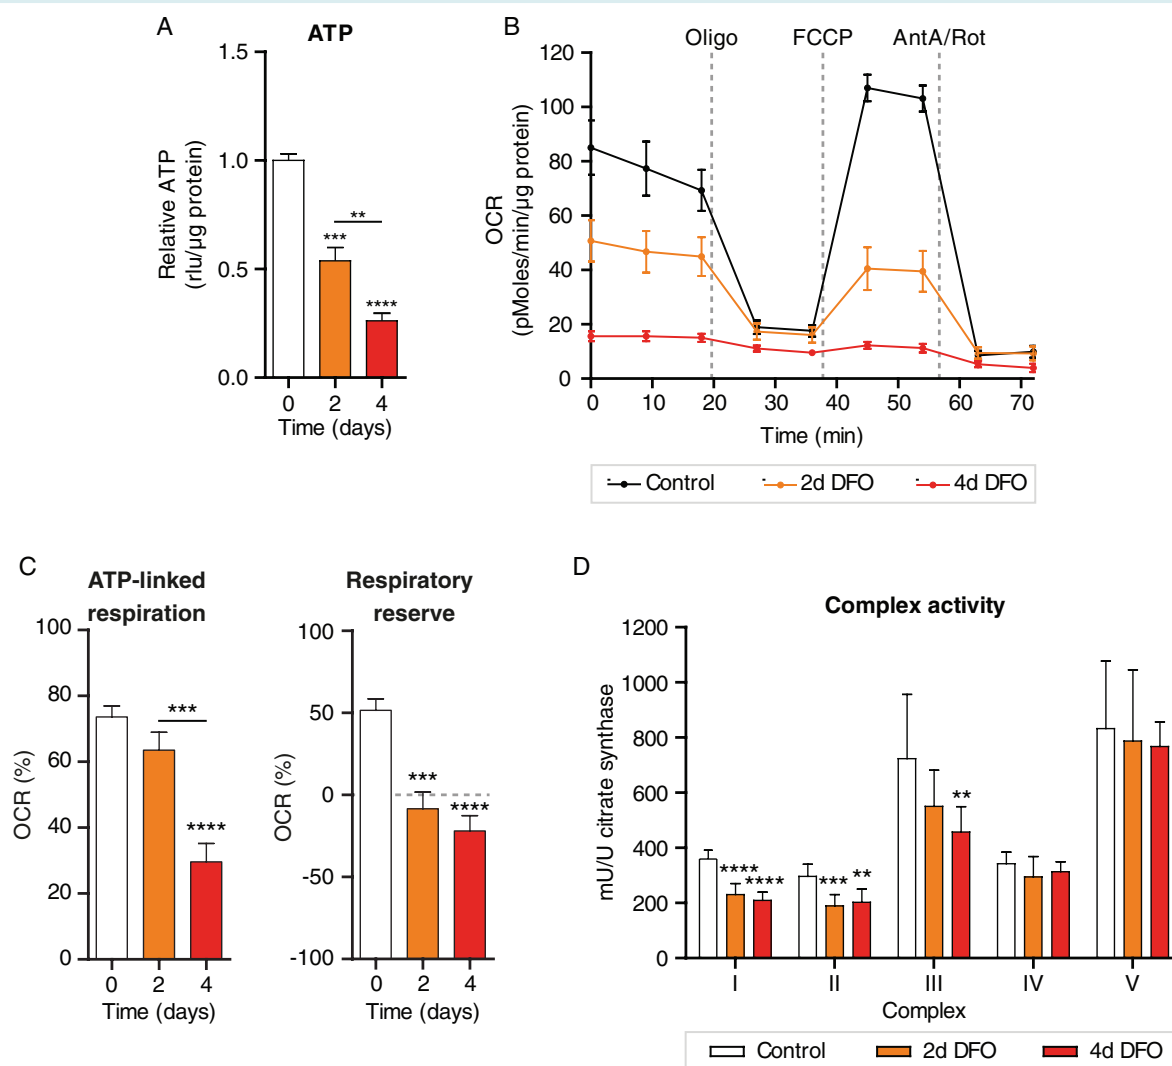 A
ATP
1.5
1.0
0.5
0.0
Relative ATP
(rlu/µg protein)
***
**
****
0 2 4
Time (days)
B
Oligo FCCP AntA/Rot
120
100
80
60
40
20
0
OCR
(pMoles/min/µg protein)
0 10 20 30 40 50 60 70
Time (min)
Control 2d DFO 4d DFO
C
ATP-linked
respiration
100
80
60
40
20
0
OCR (%)
***
****
0 2 4
Time (days)
Respiratory
reserve
100
50
0
-50
-100
OCR (%)
***
****
0 2 4
Time (days)
D
Complex activity
1200
1000
800
600
400
200
0
mU/U citrate synthase
****
****
***
**
**
I II III IV V
Complex
Control 2d DFO 4d DFO